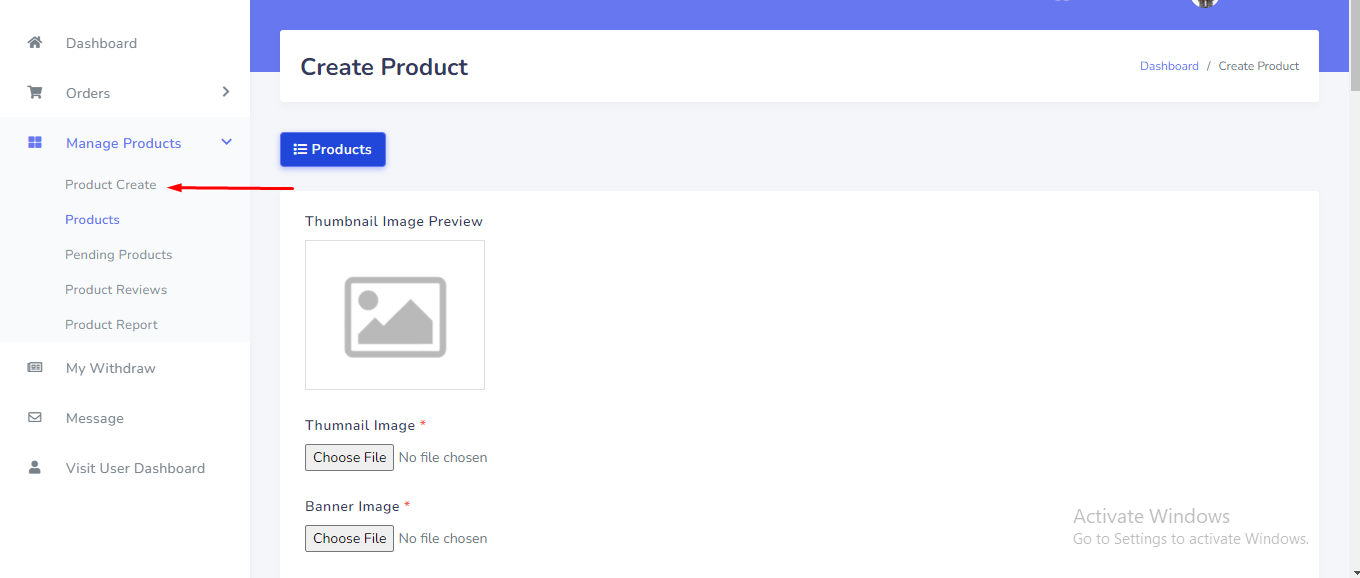 Dashboard
Orders
Manage Products
Product Create
Products
Pending Products
Product Reviews
Product Report
My Withdraw
Message
Visit User Dashboard
Create Product
Dashboard / Create Product
Products
Thumbnail Image Preview
Thumnail Image *
Choose File No file chosen
Banner Image *
Choose File No file chosen
Activate Windows
Go to Settings to activate Windows.